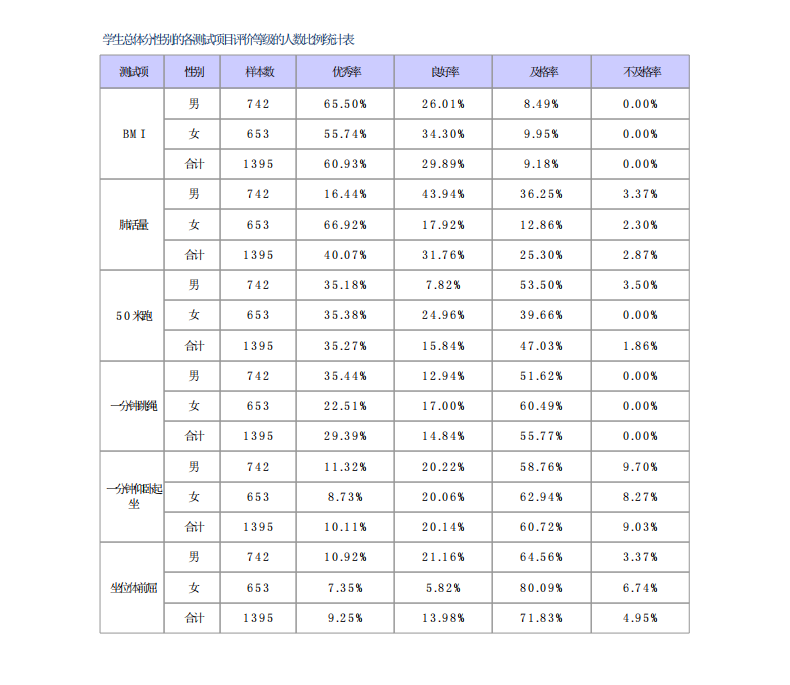 学生总体分性别的各测试项目评价等级的人数比例统计表
测试项 性别 样本数 优秀率 良好率 及格率 不及格率
BMI 男 742 65.50% 26.01% 8.49% 0.00%
女 653 55.74% 34.30% 9.95% 0.00%
合计 1395 60.93% 29.89% 9.18% 0.00%
肺活量 男 742 16.44% 43.94% 36.25% 3.37%
女 653 66.92% 17.92% 12.86% 2.30%
合计 1395 40.07% 31.76% 25.30% 2.87%
50米跑 男 742 35.18% 7.82% 53.50% 3.50%
女 653 35.38% 24.96% 39.66% 0.00%
合计 1395 35.27% 15.84% 47.03% 1.86%
一分钟跳绳 男 742 35.44% 12.94% 51.62% 0.00%
女 653 22.51% 17.00% 60.49% 0.00%
合计 1395 29.39% 14.84% 55.77% 0.00%
一分钟仰卧起坐 男 742 11.32% 20.22% 58.76% 9.70%
女 653 8.73% 20.06% 62.94% 8.27%
合计 1395 10.11% 20.14% 60.72% 9.03%
坐位体前屈 男 742 10.92% 21.16% 64.56% 3.37%
女 653 7.35% 5.82% 80.09% 6.74%
合计 1395 9.25% 13.98% 71.83% 4.95%